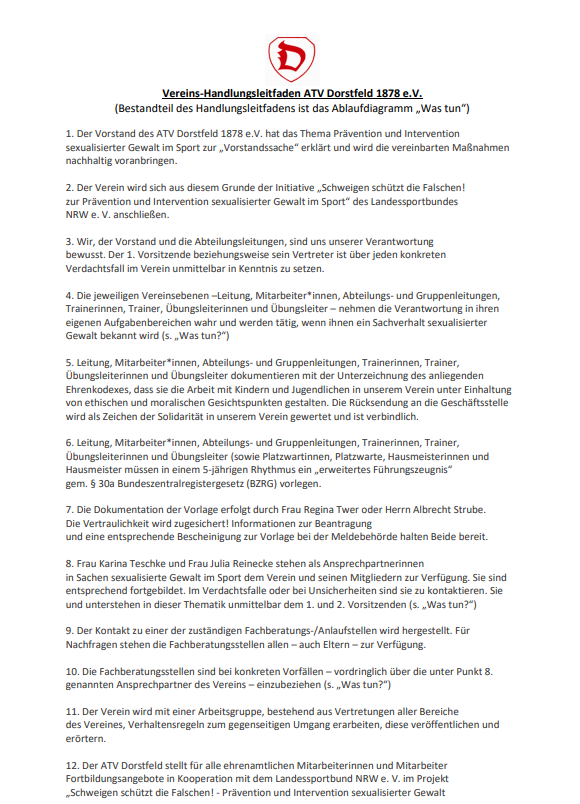 D
Vereins-Handlungsleitfaden ATV Dorstfeld 1878 e.V.
(Bestandteil des Handlungsleitfadens ist das Ablaufdiagramm „Was tun“)
1. Der Vorstand des ATV Dorstfeld 1878 e.V. hat das Thema Prävention und Intervention
sexualisierter Gewalt im Sport zur „Vorstandssache“ erklärt und wird die vereinbarten Maßnahmen
nachhaltig voranbringen.
2. Der Verein wird sich aus diesem Grunde der Initiative „Schweigen schützt die Falschen!
zur Prävention und Intervention sexualisierter Gewalt im Sport“ des Landessportbundes
NRW e. V. anschließen.
3. Wir, der Vorstand und die Abteilungsleitungen, sind uns unserer Verantwortung
bewusst. Der 1. Vorsitzende beziehungsweise sein Vertreter ist über jeden konkreten
Verdachtsfall im Verein unmittelbar in Kenntnis zu setzen.
4. Die jeweiligen Vereinsebenen –Leitung, Mitarbeiter*innen, Abteilungs- und Gruppenleitungen,
Trainerinnen, Trainer, Übungsleiterinnen und Übungsleiter – nehmen die Verantwortung in ihren
eigenen Aufgabenbereichen wahr und werden tätig, wenn ihnen ein Sachverhalt sexualisierter
Gewalt bekannt wird (s. „Was tun?“)
5. Leitung, Mitarbeiter*innen, Abteilungs- und Gruppenleitungen, Trainerinnen, Trainer,
Übungsleiterinnen und Übungsleiter dokumentieren mit der Unterzeichnung des anliegenden
Ehrenkodexes, dass sie die Arbeit mit Kindern und Jugendlichen in unserem Verein unter Einhaltung
von ethischen und moralischen Gesichtspunkten gestalten. Die Rücksendung an die Geschäftsstelle
wird als Zeichen der Solidarität in unserem Verein gewertet und ist verbindlich.
6. Leitung, Mitarbeiter*innen, Abteilungs- und Gruppenleitungen, Trainerinnen, Trainer,
Übungsleiterinnen und Übungsleiter (sowie Platzwartinnen, Platzwarte, Hausmeisterinnen und
Hausmeister müssen in einem 5-jährigen Rhythmus ein „erweitertes Führungszeugnis“
gem. § 30a Bundeszentralregistergesetz (BZRG) vorlegen.
7. Die Dokumentation der Vorlage erfolgt durch Frau Regina Twer oder Herrn Albrecht Strube.
Die Vertraulichkeit wird zugesichert! Informationen zur Beantragung
und eine entsprechende Bescheinigung zur Vorlage bei der Meldebehörde halten Beide bereit.
8. Frau Karina Teschke und Frau Julia Reinecke stehen als Ansprechpartnerinnen
in Sachen sexualisierte Gewalt im Sport dem Verein und seinen Mitgliedern zur Verfügung. Sie sind
entsprechend fortgebildet. Im Verdachtsfalle oder bei Unsicherheiten sind sie zu kontaktieren. Sie
und unterstehen in dieser Thematik unmittelbar dem 1. und 2. Vorsitzenden (s. „Was tun?“)
9. Der Kontakt zu einer der zuständigen Fachberatungs-/Anlaufstellen wird hergestellt. Für
Nachfragen stehen die Fachberatungsstellen allen – auch Eltern – zur Verfügung.
10. Die Fachberatungsstellen sind bei konkreten Vorfällen – vordringlich über die unter Punkt 8.
genannten Ansprechpartner des Vereins – einzubeziehen (s. „Was tun?“)
11. Der Verein wird mit einer Arbeitsgruppe, bestehend aus Vertretungen aller Bereiche
des Vereines, Verhaltensregeln zum gegenseitigen Umgang erarbeiten, diese veröffentlichen und
erörtern.
12. Der ATV Dorstfeld stellt für alle ehrenamtlichen Mitarbeiterinnen und Mitarbeiter
Fortbildungsangebote in Kooperation mit dem Landessportbund NRW e. V. im Projekt
„Schweigen schützt die Falschen! - Prävention und Intervention sexualisierter Gewalt